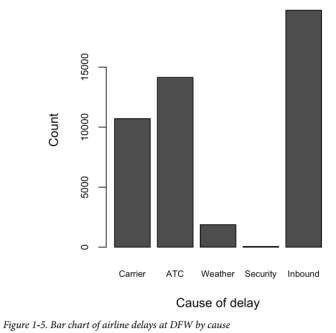 15000
10000
5000
0
Count
Carrier ATC Weather Security Inbound
Cause of delay
Figure 1-5. Bar chart of airline delays at DFW by cause